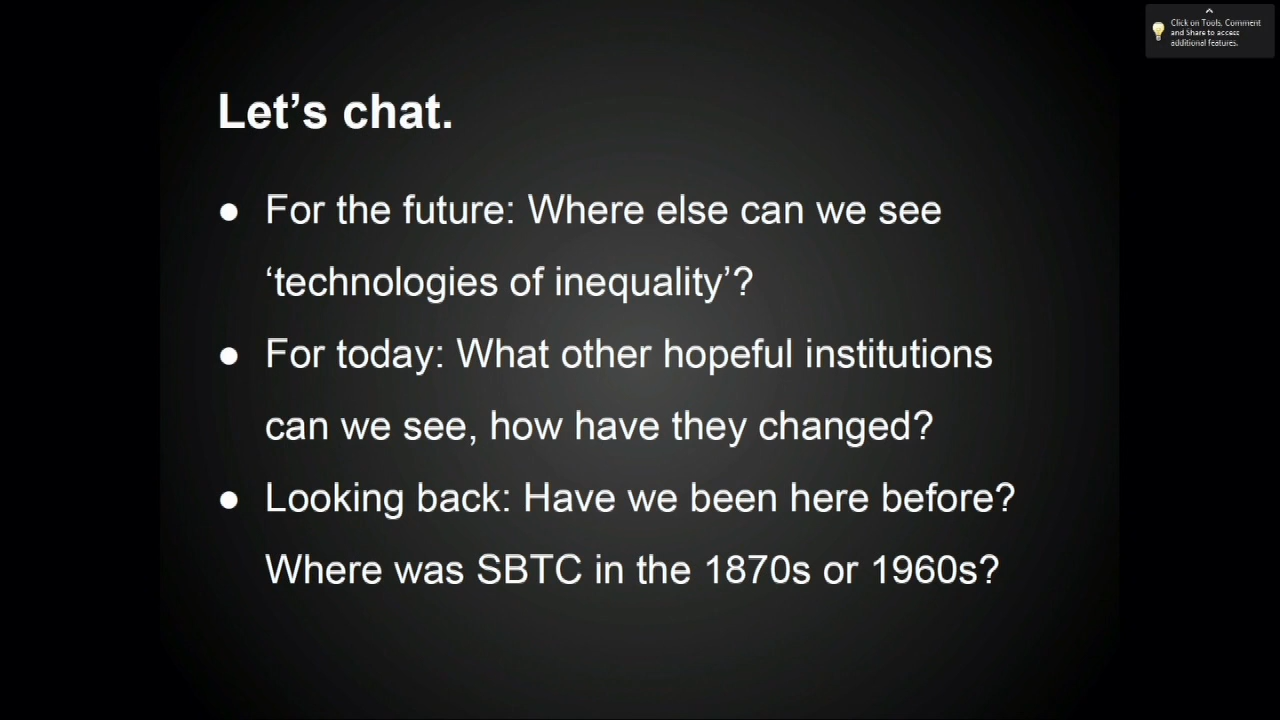 Click on Tools, Comment
and Share to access
additional features.
Let’s chat.
● For the future: Where else can we see
‘technologies of inequality’?
● For today: What other hopeful institutions
can we see, how have they changed?
● Looking back: Have we been here before?
Where was SBTC in the 1870s or 1960s?